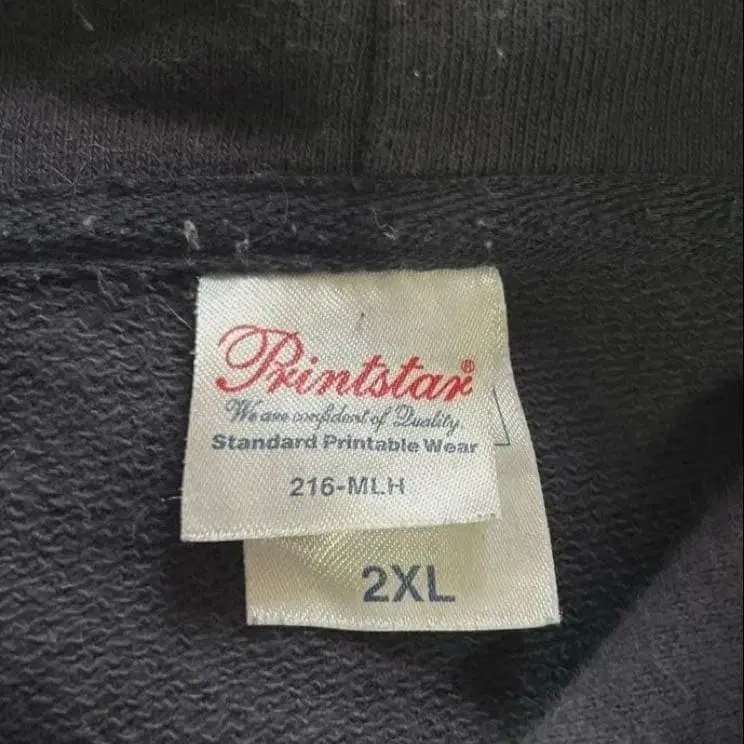 Printstar®
We are confident of Quality.
Standard Printable Wear
216-MLH
2XL